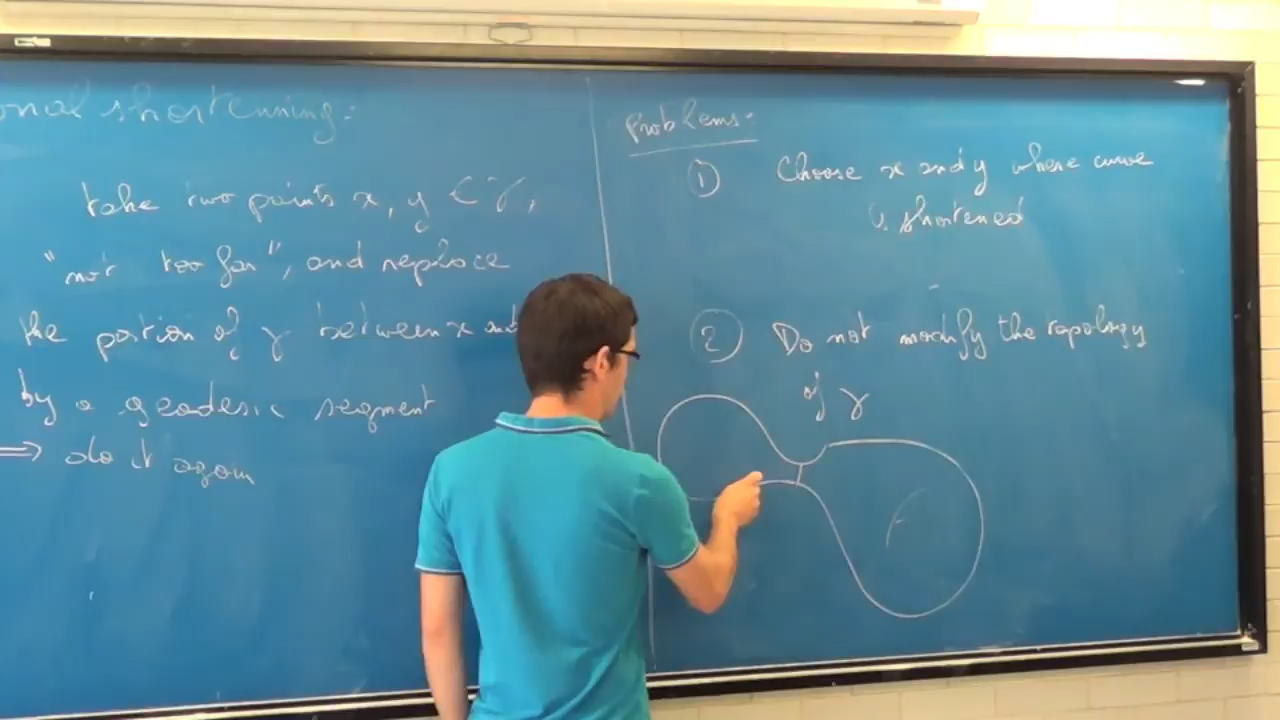 onal shortenning:
take two points x, y ∈ γ,
"not too far", and replace
the portion of γ between x and
by a geodesic segment
⇒ do it again
Problems:
① Choose x and y where curve
is shortened
② Do not modify the topology
of γ